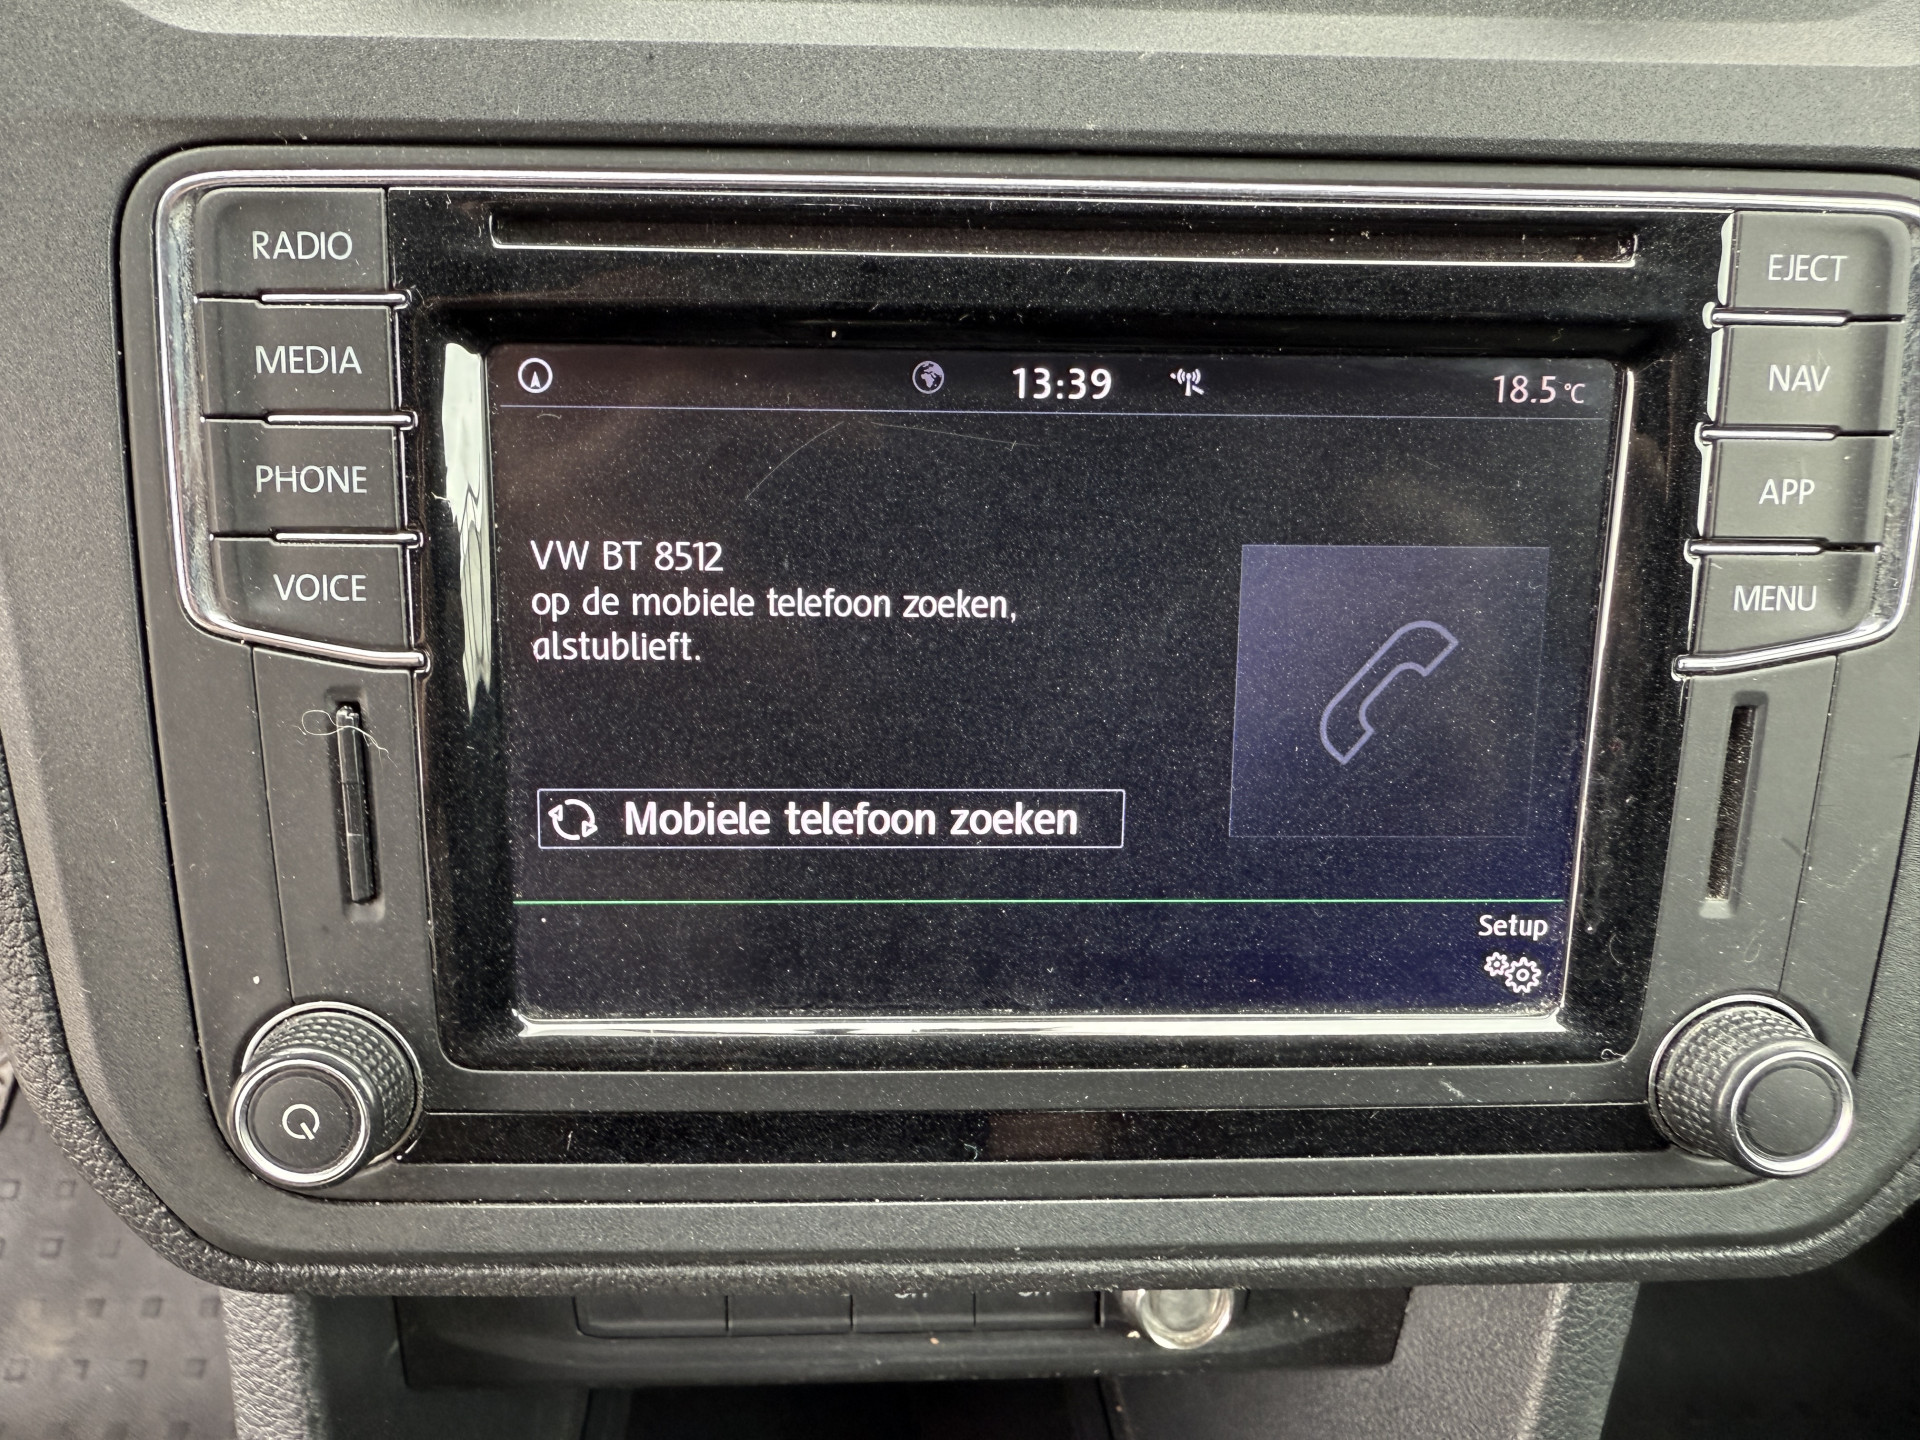 RADIO
MEDIA
PHONE
VOICE
EJECT
NAV
APP
MENU
13:39
18.5 °C
VW BT 8512
op de mobiele telefoon zoeken,
alstublieft.
Mobiele telefoon zoeken
Setup